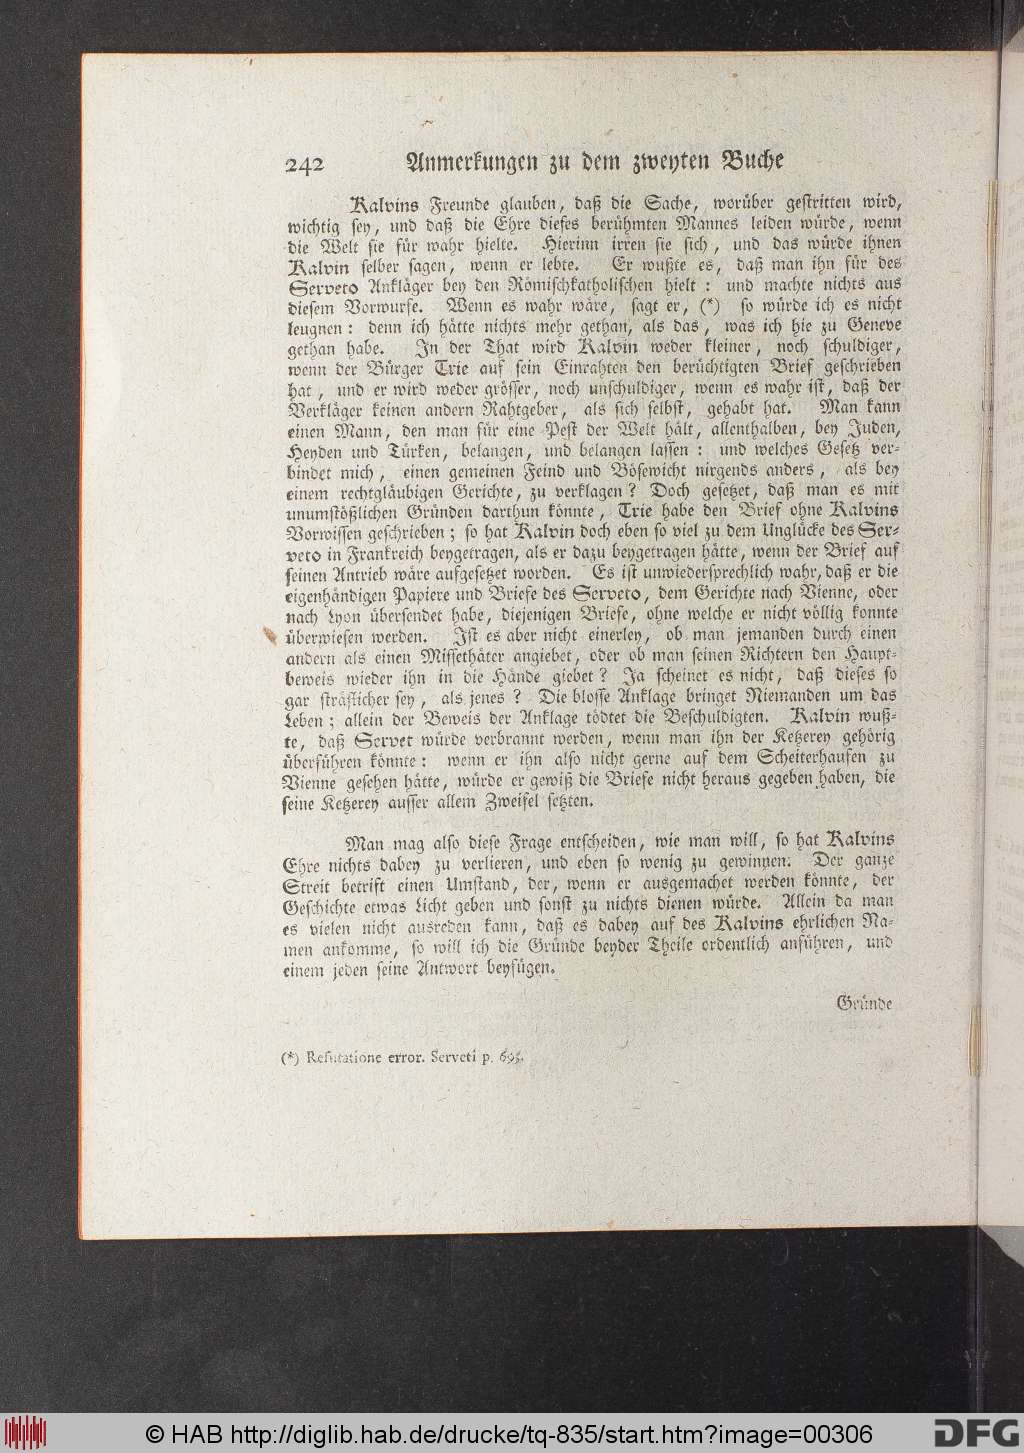 242 Anmerkungen zu dem zweyten Buche
Kalvins Freunde glauben, daß die Sache, worüber gestritten wird,
wichtig sey, und daß die Ehre dieses berühmten Mannes leiden würde, wenn
die Welt sie für wahr hielte. Hierinn irren sie sich, und das würde ihnen
Kalvin selber sagen, wenn er lebte. Er wußte es, daß man ihn für des
Serveto Ankläger bey den Römischkatholischen hielt: und machte nichts aus
diesem Vorwurfe. Wenn es wahr wäre, sagt er, (*) so würde ich es nicht
leugnen: denn ich hätte nichts mehr gethan, als das, was ich hie zu Geneve
gethan habe. In der That wird Kalvin weder kleiner, noch schuldiger,
wenn der Bürger Trie auf sein Einrahten den berüchtigten Brief geschrieben
hat, und er wird weder grösser, noch unschuldiger, wenn es wahr ist, daß der
Verkläger keinen andern Rahtgeber, als sich selbst, gehabt hat. Man kann
einen Mann, den man für eine Pest der Welt hält, allenthalben, bey Juden,
Heyden und Türken, belangen, und belangen lassen: und welches Gesetz ver-
bindet mich, einen gemeinen Feind und Bösewicht nirgends anders, als bey
einem rechtgläubigen Gerichte, zu verklagen? Doch gesetzet, daß man es mit
unumstößlichen Gründen darthun könnte, Trie habe den Brief ohne Kalvins
Vorwissen geschrieben; so hat Kalvin doch eben so viel zu dem Unglücke des Ser-
veto in Frankreich beygetragen, als er dazu beygetragen hätte, wenn der Brief auf
seinen Antrieb wäre aufgesetzet worden. Es ist unwiedersprechlich wahr, daß er die
eigenhändigen Papiere und Briefe des Serveto, dem Gerichte nach Vienne, oder
nach Lyon übersendet habe, diejenigen Briefe, ohne welche er nicht völlig konnte
überwiesen werden. Ist es aber nicht einerley, ob man jemanden durch einen
andern als einen Missethäter angiebet, oder ob man seinen Richtern den Haupt-
beweis wieder ihn in die Hände giebet? Ja scheinet es nicht, daß dieses so
gar sträflicher sey, als jenes? Die blosse Anklage bringet Niemanden um das
Leben; allein der Beweis der Anklage tödtet die Beschuldigten. Kalvin wuß-
te, daß Servet würde verbrannt werden, wenn man ihn der Ketzerey gehörig
überführen könnte: wenn er ihn also nicht gerne auf dem Scheiterhaufen zu
Vienne gesehen hätte, würde er gewiß die Briefe nicht heraus gegeben haben, die
seine Ketzerey ausser allem Zweifel setzten.
Man mag also diese Frage entscheiden, wie man will, so hat Kalvins
Ehre nichts dabey zu verlieren, und eben so wenig zu gewinnen. Der ganze
Streit betrift einen Umstand, der, wenn er ausgemachet werden könnte, der
Geschichte etwas Licht geben und sonst zu nichts dienen würde. Allein da man
es vielen nicht ausreden kann, daß es dabey auf des Kalvins ehrlichen Na-
men ankomme, so will ich die Gründe beyder Theile ordentlich anführen, und
einem jeden seine Antwort beyfügen.
Gründe
(*) Refutatione error. Serveti p. 695.
© HAB http://diglib.hab.de/drucke/tq-835/start.htm?image=00306
DFG